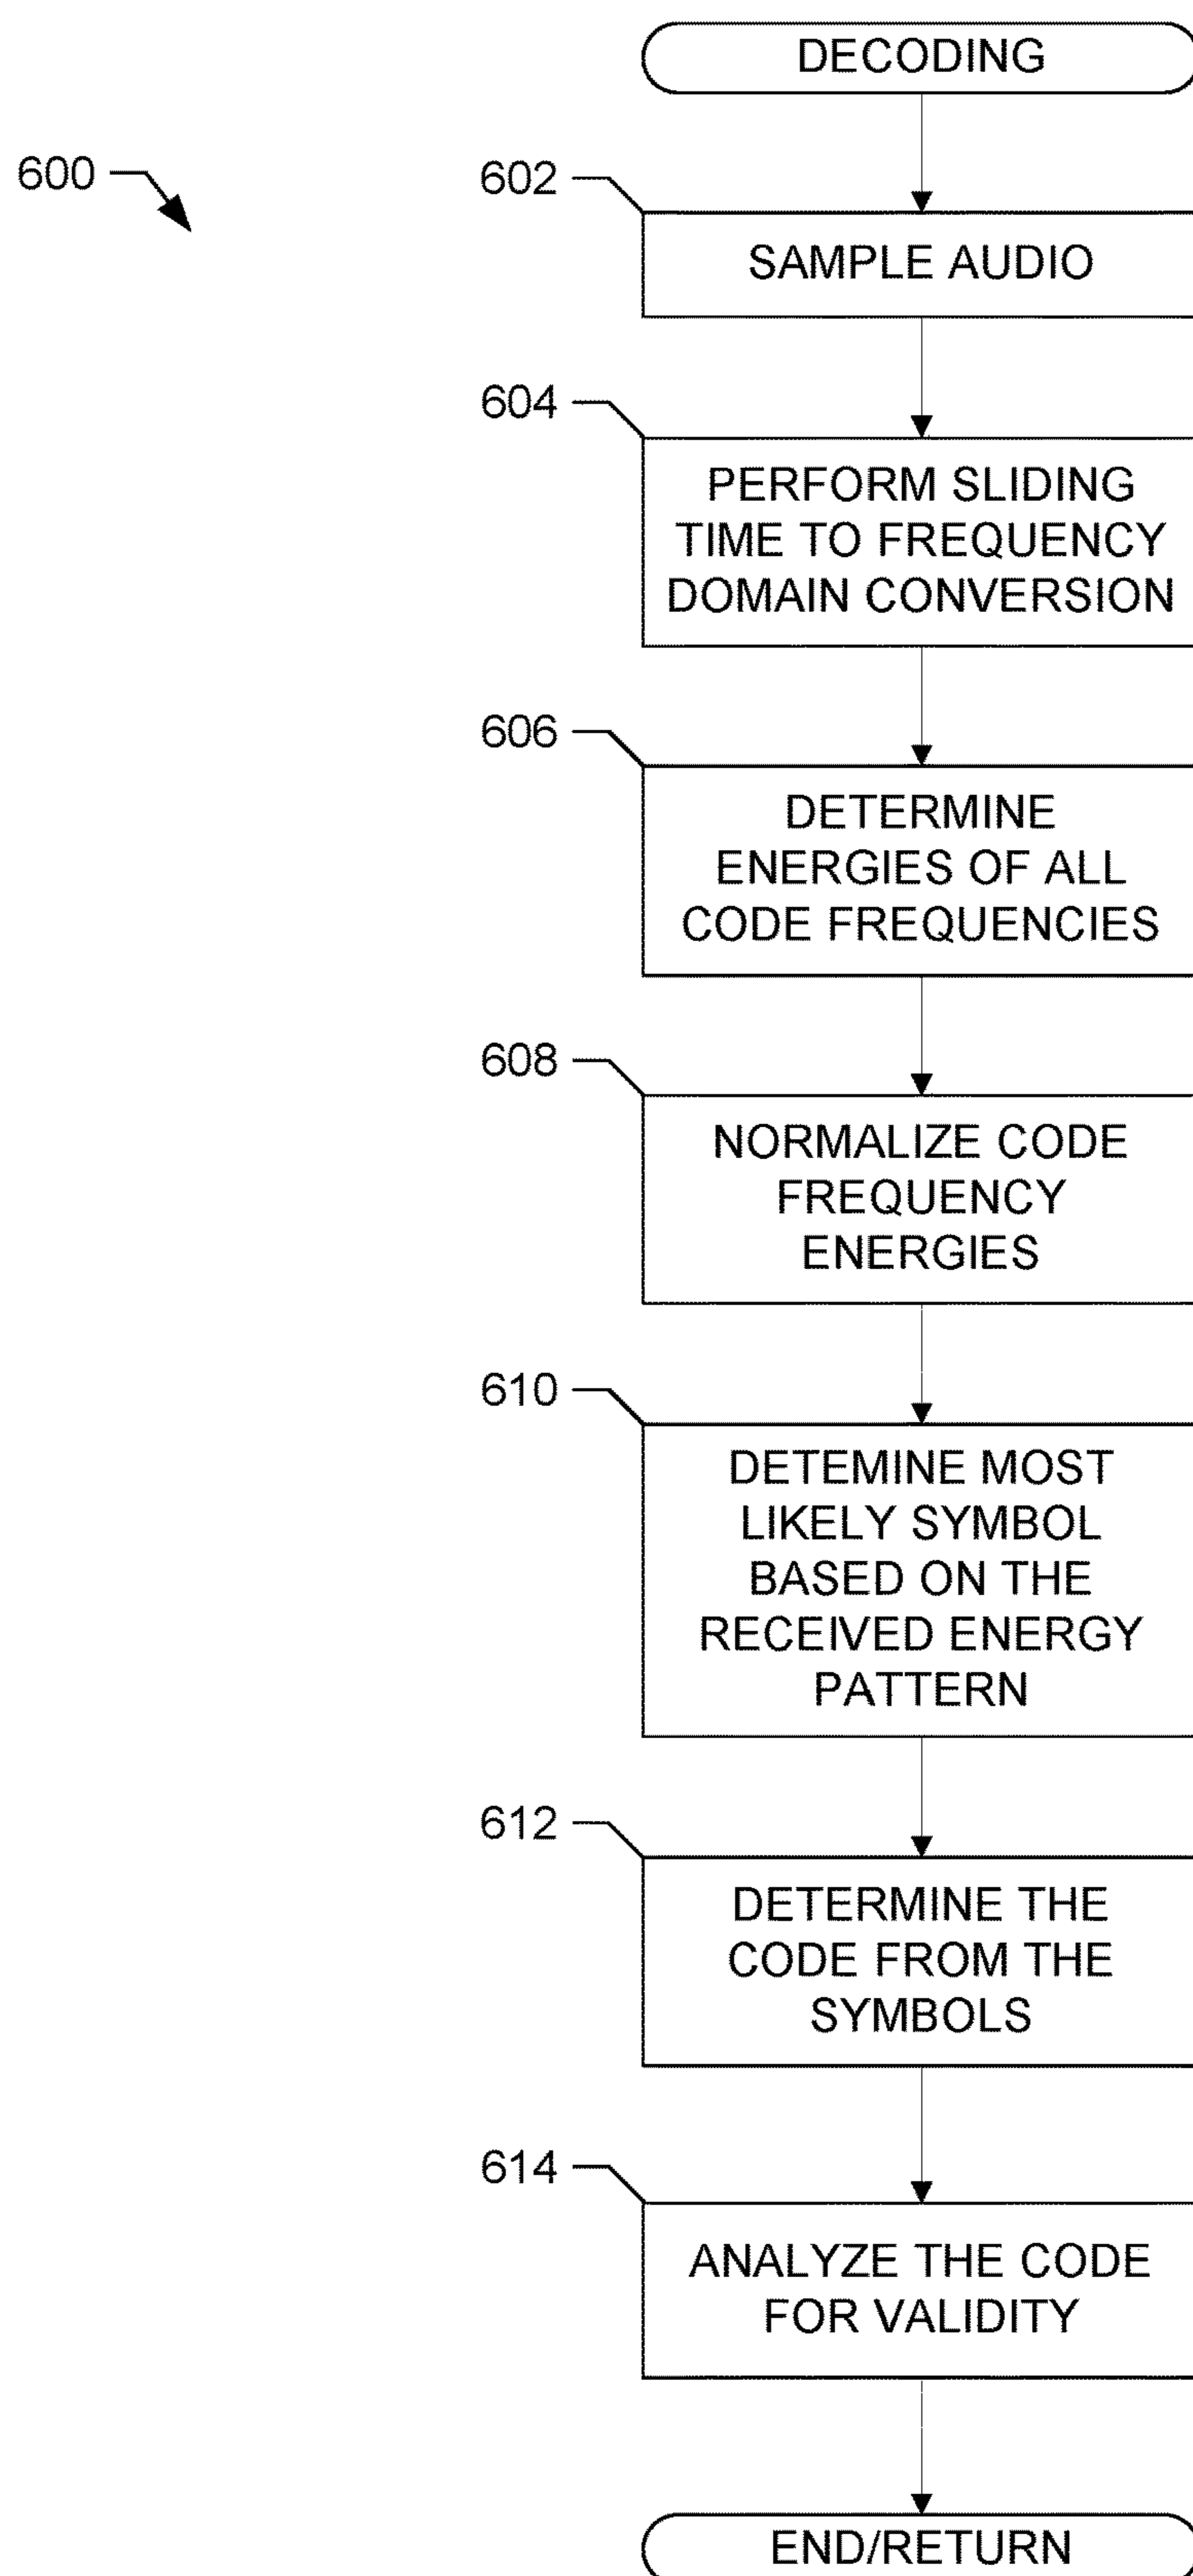 DECODING
600
602
SAMPLE AUDIO
604
PERFORM SLIDING
TIME TO FREQUENCY
DOMAIN CONVERSION
606
DETERMINE
ENERGIES OF ALL
CODE FREQUENCIES
608
NORMALIZE CODE
FREQUENCY
ENERGIES
610
DETEMINE MOST
LIKELY SYMBOL
BASED ON THE
RECEIVED ENERGY
PATTERN
612
DETERMINE THE
CODE FROM THE
SYMBOLS
614
ANALYZE THE CODE
FOR VALIDITY
END/RETURN